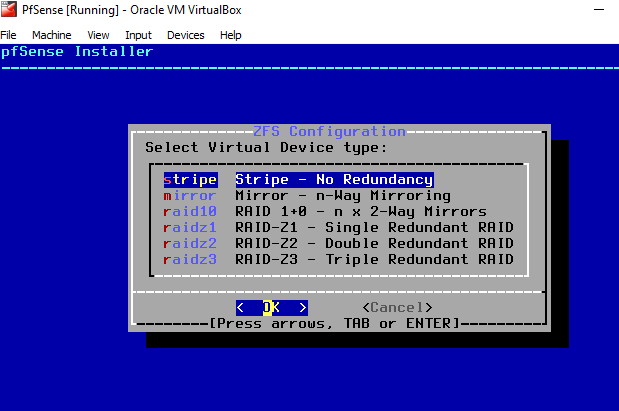 PfSense [Running] - Oracle VM VirtualBox
File Machine View Input Devices Help
pfSense Installer
ZFS Configuration
Select Virtual Device type:
stripe Stripe - No Redundancy
mirror Mirror - n-Way Mirroring
raid10 RAID 1+0 - n x 2-Way Mirrors
raidz1 RAID-Z1 - Single Redundant RAID
raidz2 RAID-Z2 - Double Redundant RAID
raidz3 RAID-Z3 - Triple Redundant RAID
< OK > <Cancel>
[Press arrows, TAB or ENTER]